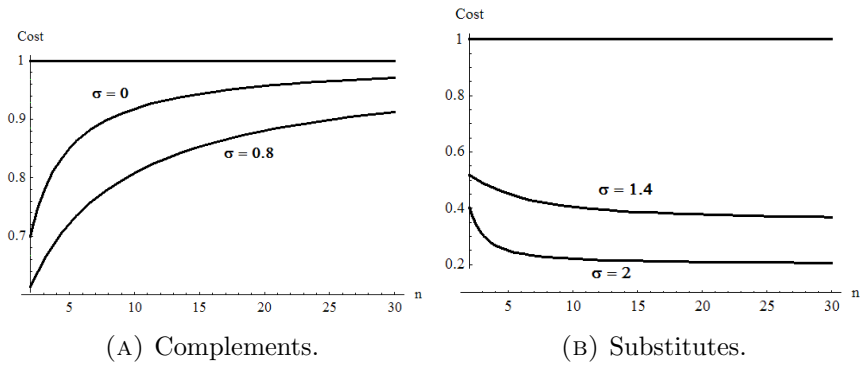 Cost
1
σ = 0
0.9
σ = 0.8
0.8
0.7
5 10 15 20 25 30 n
(A) Complements.
Cost
1
0.8
0.6
σ = 1.4
0.4
0.2
σ = 2
5 10 15 20 25 30 n
(B) Substitutes.